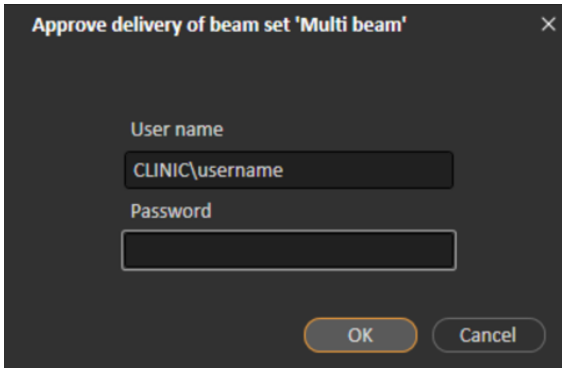 Approve delivery of beam set 'Multi beam'
User name
CLINIC\username
Password
OK Cancel